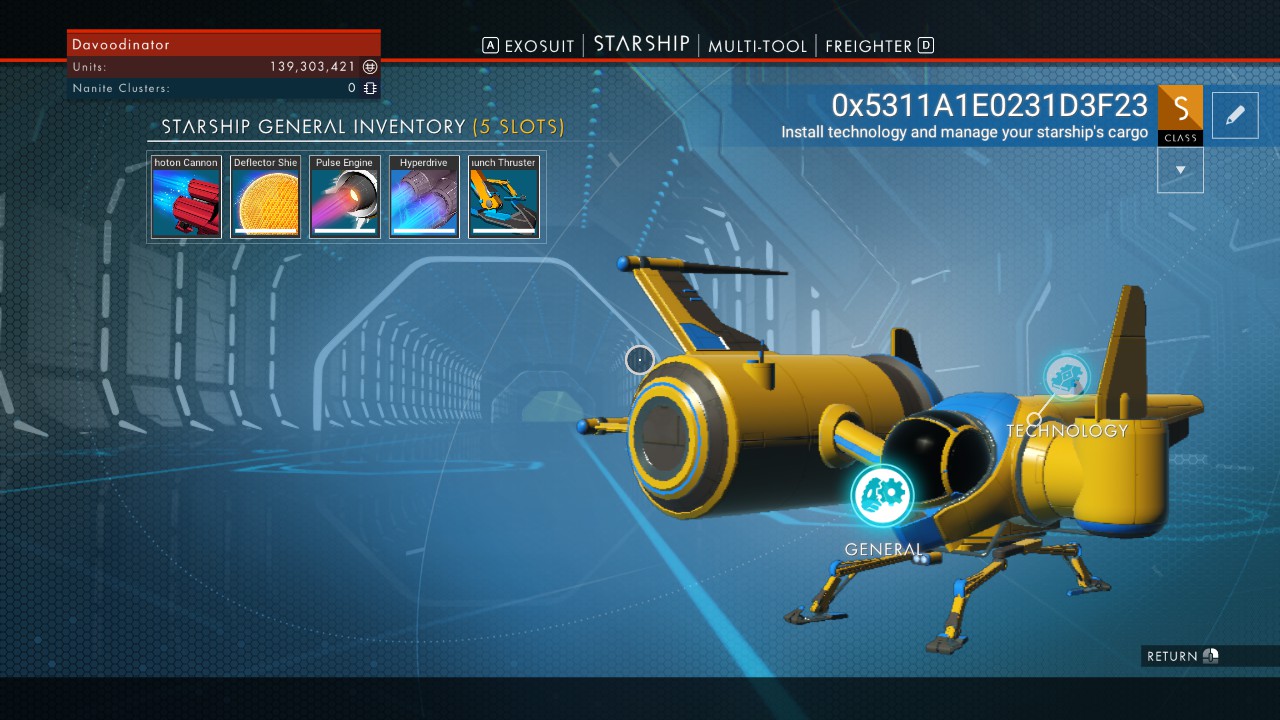 Davoodinator
Units: 139,303,421
Nanite Clusters: 0
A EXOSUIT STARSHIP MULTI-TOOL FREIGHTER D
0x5311A1E0231D3F23
Install technology and manage your starship's cargo
S
CLASS
STARSHIP GENERAL INVENTORY (5 SLOTS)
hoton Cannon Deflector Shie Pulse Engine Hyperdrive unch Thruster
TECHNOLOGY
GENERAL
RETURN